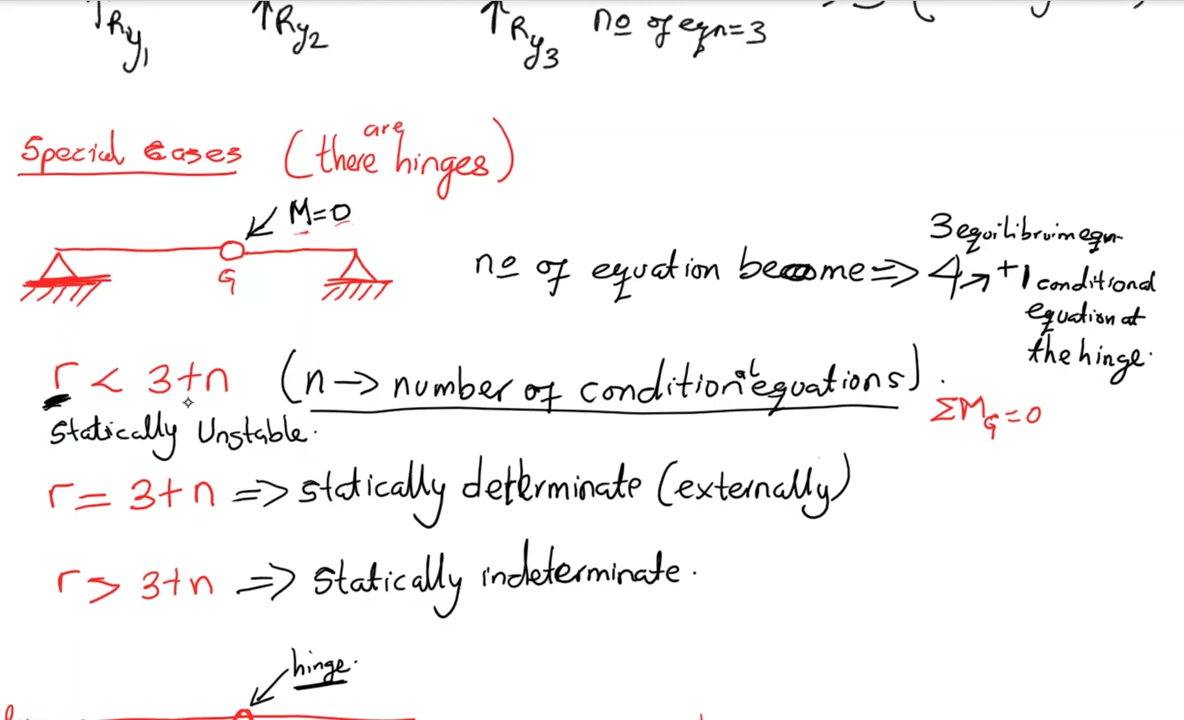 ↑Ry1 ↑Ry2 ↑Ry3 no of eqn=3
Special cases (there are hinges)
M=0
G
no of equation become => 4 → +1 conditional
3 equilibruim eqn
equation at
the hinge.
r < 3+n (n → number of conditional equations).
ΣMG=0
statically Unstable.
r = 3+n => statically determinate (externally)
r > 3+n => statically indeterminate.
hinge.